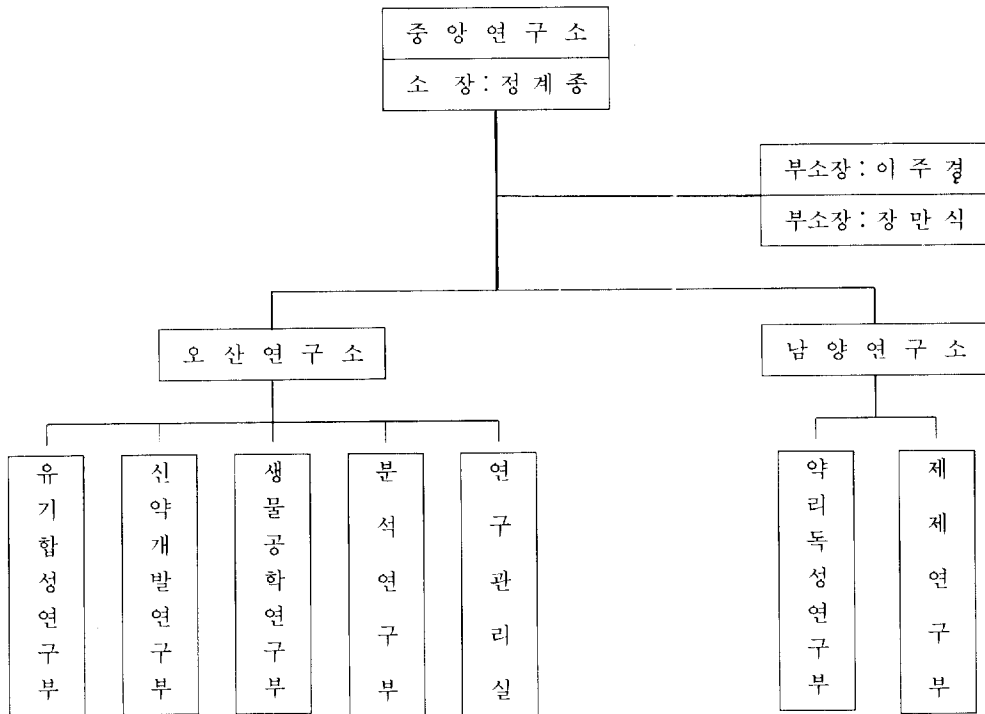 중앙연구소
소 장:정계종
부소장:이주결
부소장:장만식
오산연구소
남양연구소
유기합성연구부
신약개발연구부
생물공학연구부
분석연구부
연구관리실
약리독성연구부
제제연구부